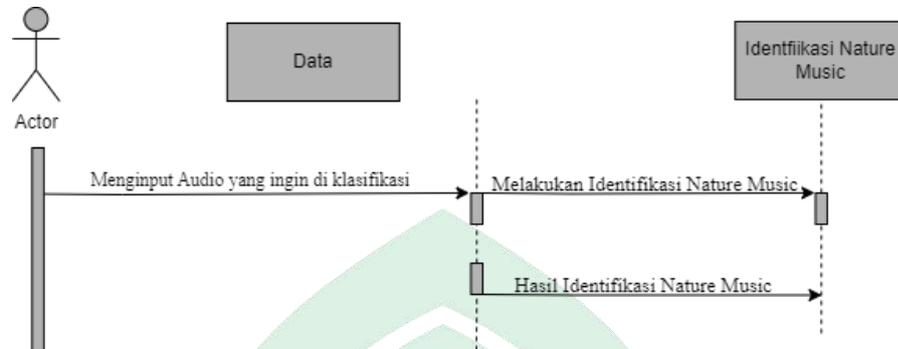 Data
Identfiikasi Nature
Music
Actor
Menginput Audio yang ingin di klasifikasi
Melakukan Identifikasi Nature Music
Hasil Identifikasi Nature Music